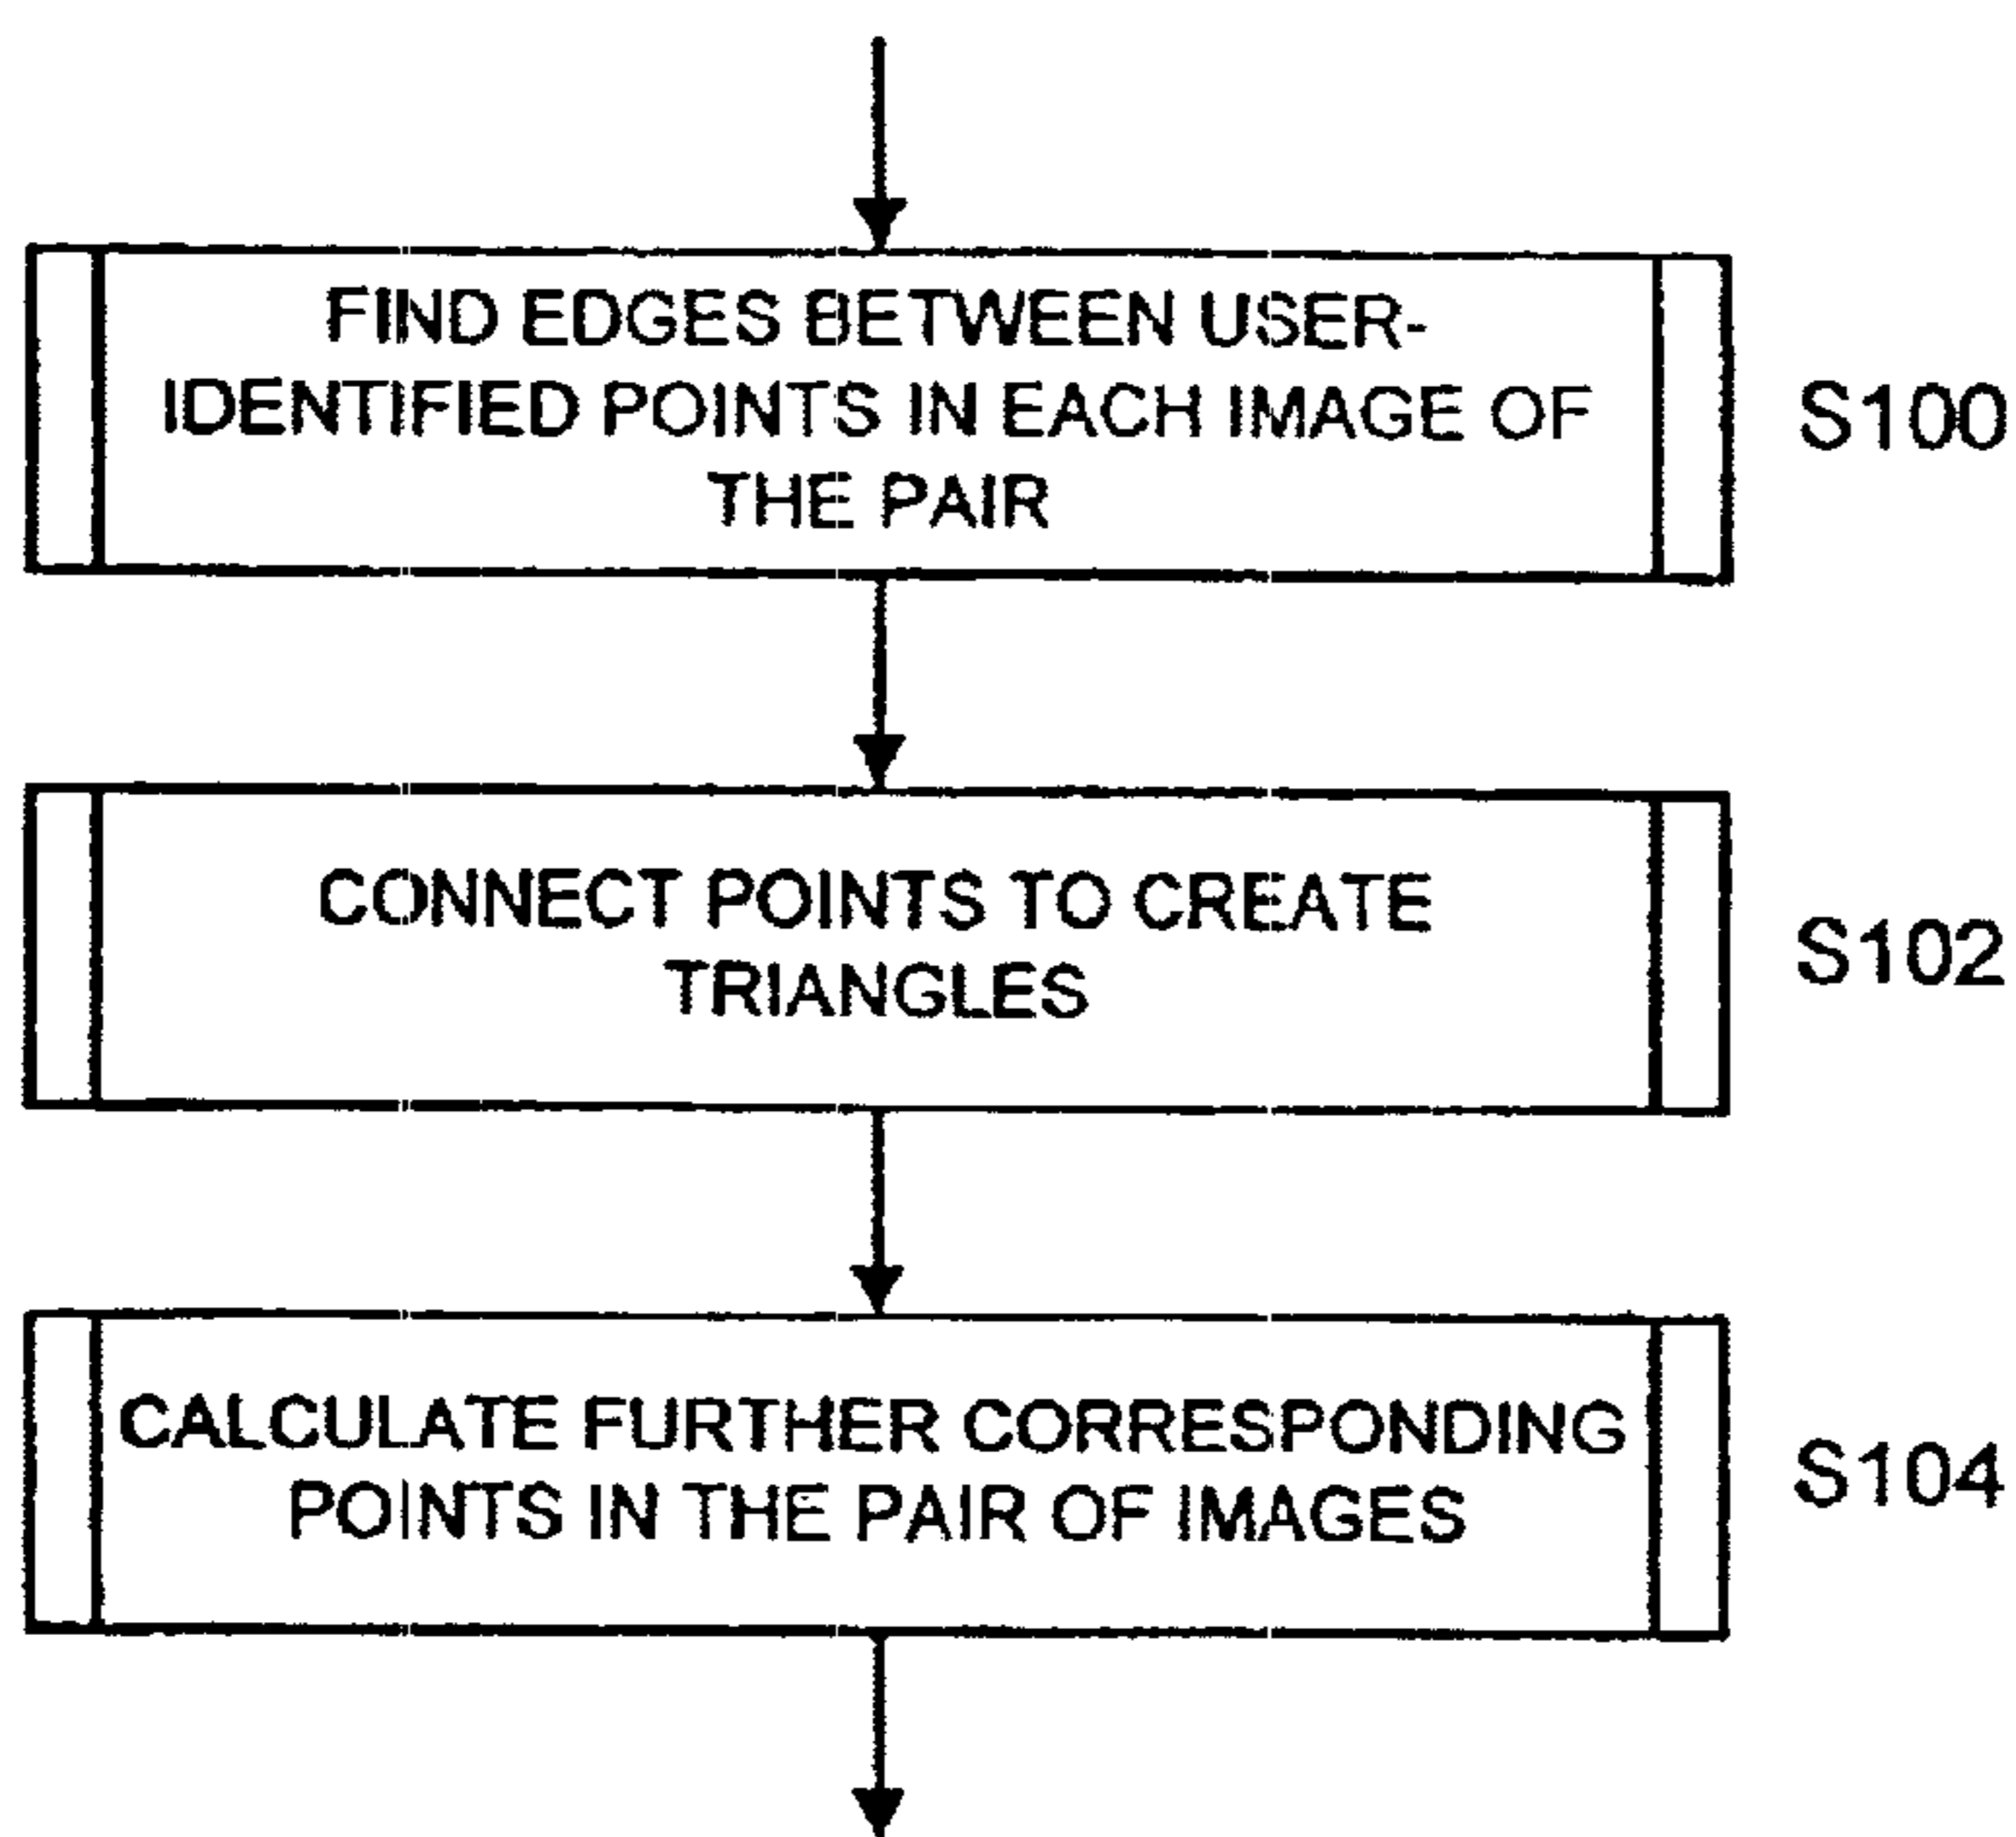 FIND EDGES BETWEEN USER-
IDENTIFIED POINTS IN EACH IMAGE OF
THE PAIR
S100
CONNECT POINTS TO CREATE
TRIANGLES
S102
CALCULATE FURTHER CORRESPONDING
POINTS IN THE PAIR OF IMAGES
S104